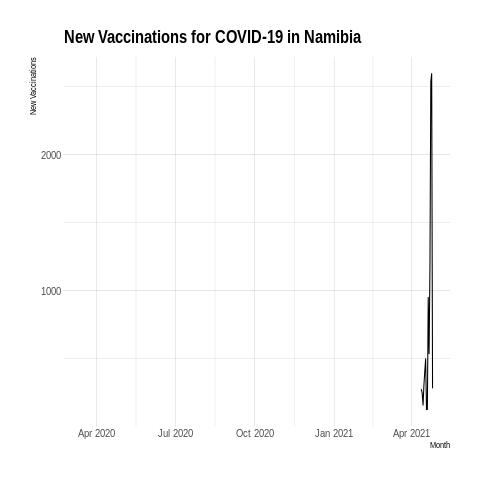 New Vaccinations for COVID-19 in Namibia
New Vaccinations
2000
1000
Apr 2020 Jul 2020 Oct 2020 Jan 2021 Apr 2021
Month